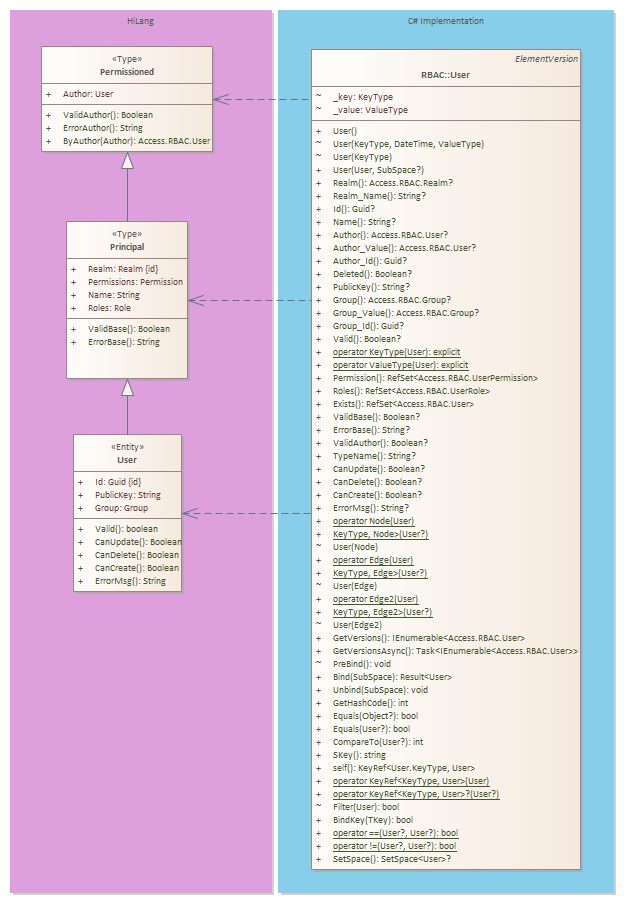 HiLang
«Type»
Permissioned
+ Author: User
+ ValidAuthor(): Boolean
+ ErrorAuthor(): String
+ ByAuthor(Author): Access.RBAC.User
«Type»
Principal
+ Realm: Realm {id}
+ Permissions: Permission
+ Name: String
+ Roles: Role
+ ValidBase(): Boolean
+ ErrorBase(): String
«Entity»
User
+ Id: Guid {id}
+ PublicKey: String
+ Group: Group
+ Valid(): boolean
+ CanUpdate(): Boolean
+ CanDelete(): Boolean
+ CanCreate(): Boolean
+ ErrorMsg(): String
C# Implementation
ElementVersion
RBAC::User
~ _key: KeyType
~ _value: ValueType
+ User()
~ User(KeyType, DateTime, ValueType)
~ User(KeyType)
+ User(User, SubSpace?)
+ Realm(): Access.RBAC.Realm?
+ Realm_Name(): String?
+ Id(): Guid?
+ Name(): String?
+ Author(): Access.RBAC.User?
+ Author_Value(): Access.RBAC.User?
+ Author_Id(): Guid?
+ Deleted(): Boolean?
+ PublicKey(): String?
+ Group(): Access.RBAC.Group?
+ Group_Value(): Access.RBAC.Group?
+ Group_Id(): Guid?
+ Valid(): Boolean?
+ operator KeyType(User): explicit
+ operator ValueType(User): explicit
+ Permission(): RefSet<Access.RBAC.UserPermission>
+ Roles(): RefSet<Access.RBAC.UserRole>
+ Exists(): RefSet<Access.RBAC.User>
+ ValidBase(): Boolean?
+ ErrorBase(): String?
+ ValidAuthor(): Boolean?
+ TypeName(): String?
+ CanUpdate(): Boolean?
+ CanDelete(): Boolean?
+ CanCreate(): Boolean?
+ ErrorMsg(): String?
+ operator Node(User)
+ KeyType, Node>(User?)
~ User(Node)
+ operator Edge(User)
+ KeyType, Edge>(User?)
~ User(Edge)
+ operator Edge2(User)
+ KeyType, Edge2>(User?)
~ User(Edge2)
+ GetVersions(): IEnumerable<Access.RBAC.User>
+ GetVersionsAsync(): Task<IEnumerable<Access.RBAC.User>>
~ PreBind(): void
+ Bind(SubSpace): Result<User>
+ Unbind(SubSpace): void
+ GetHashCode(): int
+ Equals(Object?): bool
+ Equals(User?): bool
+ CompareTo(User?): int
+ SKey(): string
+ self(): KeyRef<User.KeyType, User>
+ operator KeyRef<KeyType, User>(User)
+ operator KeyRef<KeyType, User>?(User?)
~ Filter(User): bool
+ BindKey(TKey): bool
+ operator ==(User?, User?): bool
+ operator !=(User?, User?): bool
+ SetSpace(): SetSpace<User>?